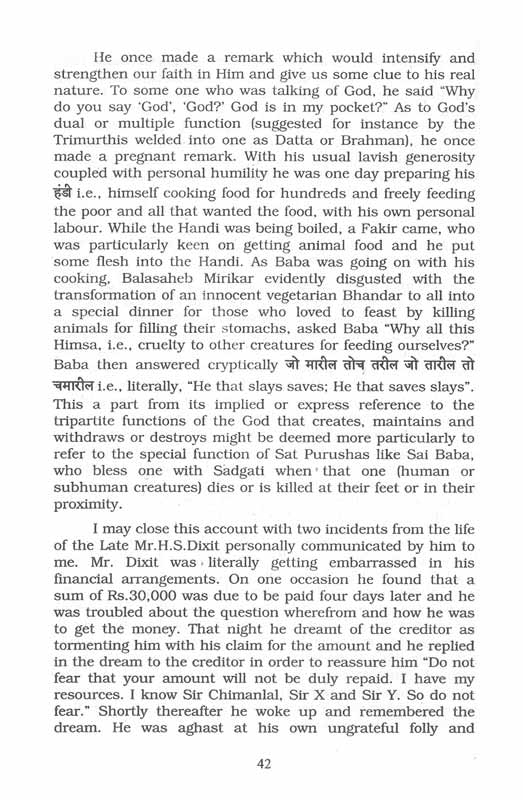 He once made a remark which would intensify and
strengthen our faith in Him and give us some clue to his real
nature. To some one who was talking of God, he said "Why
do you say 'God', 'God?' God is in my pocket?" As to God's
dual or multiple function (suggested for instance by the
Trimurthis welded into one as Datta or Brahman), he once
made a pregnant remark. With his usual lavish generosity
coupled with personal humility he was one day preparing his
हंडी i.e., himself cooking food for hundreds and freely feeding
the poor and all that wanted the food, with his own personal
labour. While the Handi was being boiled, a Fakir came, who
was particularly keen on getting animal food and he put
some flesh into the Handi. As Baba was going on with his
cooking, Balasaheb Mirikar evidently disgusted with the
transformation of an innocent vegetarian Bhandar to all into
a special dinner for those who loved to feast by killing
animals for filling their stomachs, asked Baba "Why all this
Himsa, i.e., cruelty to other creatures for feeding ourselves?"
Baba then answered cryptically जो मारील तोच तरील जो तारील तो
चमारील i.e., literally, "He that slays saves; He that saves slays".
This a part from its implied or express reference to the
tripartite functions of the God that creates, maintains and
withdraws or destroys might be deemed more particularly to
refer to the special function of Sat Purushas like Sai Baba,
who bless one with Sadgati when that one (human or
subhuman creatures) dies or is killed at their feet or in their
proximity.
I may close this account with two incidents from the life
of the Late Mr.H.S.Dixit personally communicated by him to
me. Mr. Dixit was literally getting embarrassed in his
financial arrangements. On one occasion he found that a
sum of Rs.30,000 was due to be paid four days later and he
was troubled about the question wherefrom and how he was
to get the money. That night he dreamt of the creditor as
tormenting him with his claim for the amount and he replied
in the dream to the creditor in order to reassure him "Do not
fear that your amount will not be duly repaid. I have my
resources. I know Sir Chimanlal, Sir X and Sir Y. So do not
fear." Shortly thereafter he woke up and remembered the
dream. He was aghast at his own ungrateful folly and
42